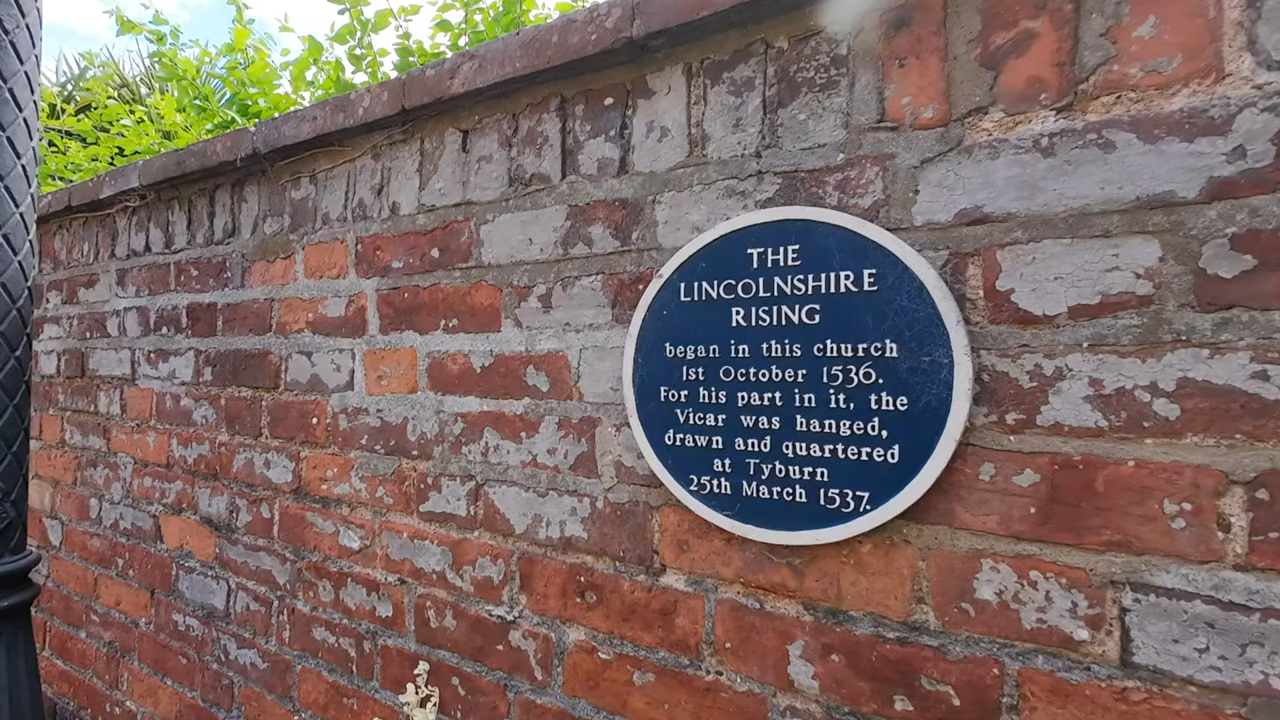 THE
LINCOLNSHIRE
RISING
began in this church
1st October 1536.
For his part in it, the
Vicar was hanged,
drawn and quartered
at Tyburn
25th March 1537.